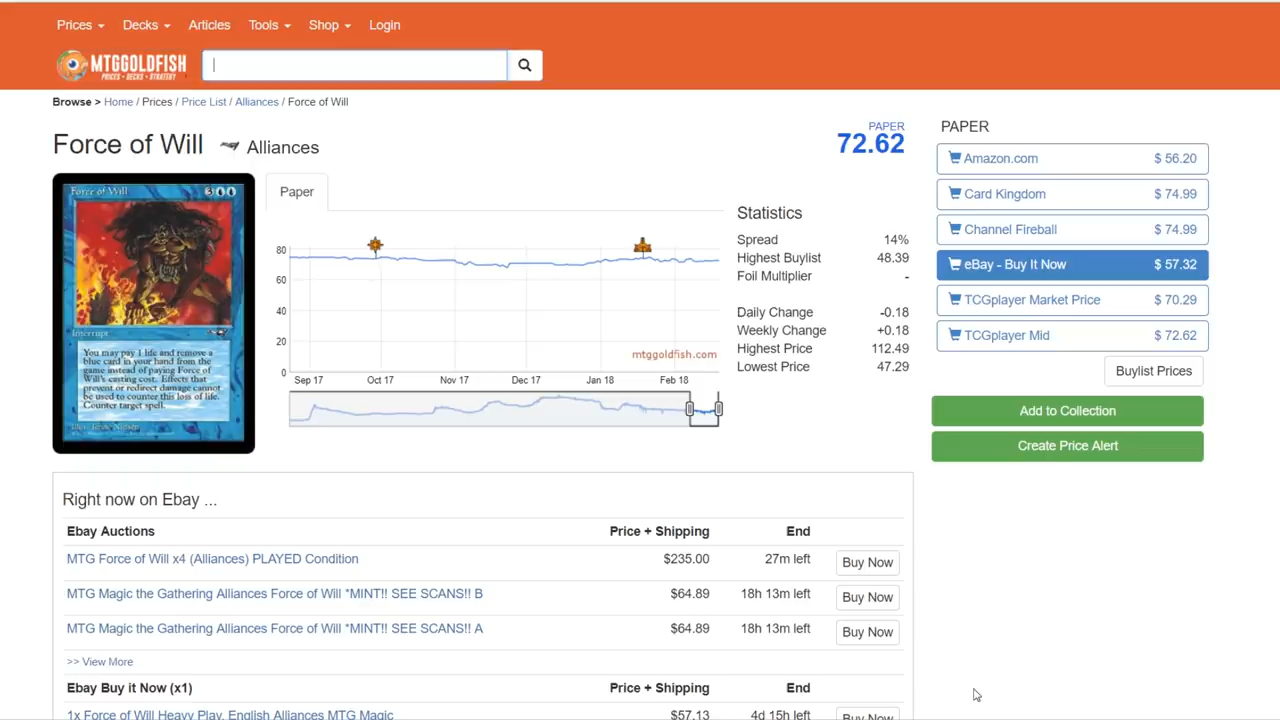 Prices Decks Articles Tools Shop Login
MTGGOLDFISH
PRICES • DECKS • STRATEGY
Browse > Home / Prices / Price List / Alliances / Force of Will
Force of Will Alliances
PAPER
72.62
Force of Will 3
Interrupt
You may pay 1 life and remove a
blue card in your hand from the
game instead of paying Force of
Will's casting cost. Effects that
prevent or redirect damage cannot
be used to counter this loss of life.
Counter target spell.
Illus. Terese Nielsen
Paper
80
60
40
20
0
mtggoldfish.com
Sep 17 Oct 17 Nov 17 Dec 17 Jan 18 Feb 18
Statistics
Spread 14%
Highest Buylist 48.39
Foil Multiplier -
Daily Change -0.18
Weekly Change +0.18
Highest Price 112.49
Lowest Price 47.29
PAPER
Amazon.com $ 56.20
Card Kingdom $ 74.99
Channel Fireball $ 74.99
eBay - Buy It Now $ 57.32
TCGplayer Market Price $ 70.29
TCGplayer Mid $ 72.62
Buylist Prices
Add to Collection
Create Price Alert
Right now on Ebay ...
Ebay Auctions Price + Shipping End
MTG Force of Will x4 (Alliances) PLAYED Condition $235.00 27m left Buy Now
MTG Magic the Gathering Alliances Force of Will *MINT!! SEE SCANS!! B $64.89 18h 13m left Buy Now
MTG Magic the Gathering Alliances Force of Will *MINT!! SEE SCANS!! A $64.89 18h 13m left Buy Now
>> View More
Ebay Buy it Now (x1) Price + Shipping End
1x Force of Will Heavy Play, English Alliances MTG Magic $57.13 4d 15h left Buy Now